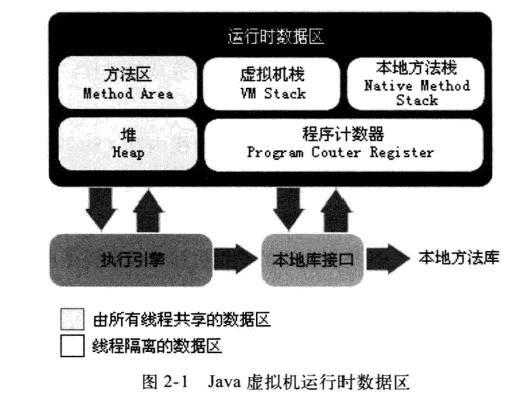 运行时数据区
方法区
Method Area
虚拟机栈
VM Stack
本地方法栈
Native Method
Stack
堆
Heap
程序计数器
Program Couter Register
执行引擎
本地库接口
本地方法库
由所有线程共享的数据区
线程隔离的数据区
图 2-1 Java 虚拟机运行时数据区